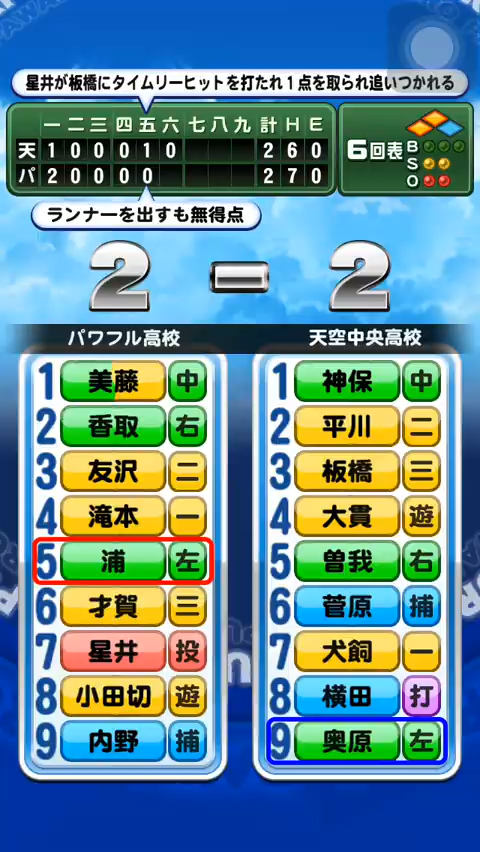 星井が板橋にタイムリーヒットを打たれ1点を取られ追いつかれる
一二三四五六七八九計HE
天 1 0 0 0 1 0 2 6 0
パ 2 0 0 0 0 2 7 0
6回表
B
S
O
ランナーを出すも無得点
2 － 2
パワフル高校
1 美藤 中
2 香取 右
3 友沢 二
4 滝本 一
5 浦 左
6 才賀 三
7 星井 投
8 小田切 遊
9 内野 捕
天空中央高校
1 神保 中
2 平川 二
3 板橋 三
4 大貫 遊
5 曽我 右
6 菅原 捕
7 犬飼 一
8 横田 打
9 奥原 左